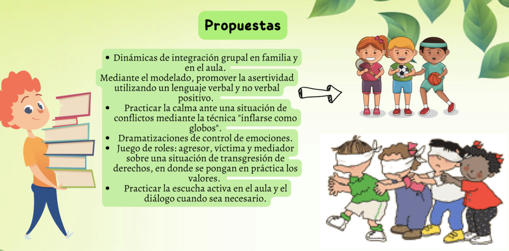 Propuestas
• Dinámicas de integración grupal en familia y
en el aula.
Mediante el modelado, promover la asertividad
utilizando un lenguaje verbal y no verbal
positivo.
• Practicar la calma ante una situación de
conflictos mediante la técnica "inflarse como
globos".
• Dramatizaciones de control de emociones.
• Juego de roles: agresor, víctima y mediador
sobre una situación de transgresión de
derechos, en donde se pongan en práctica los
valores.
• Practicar la escucha activa en el aula y el
diálogo cuando sea necesario.